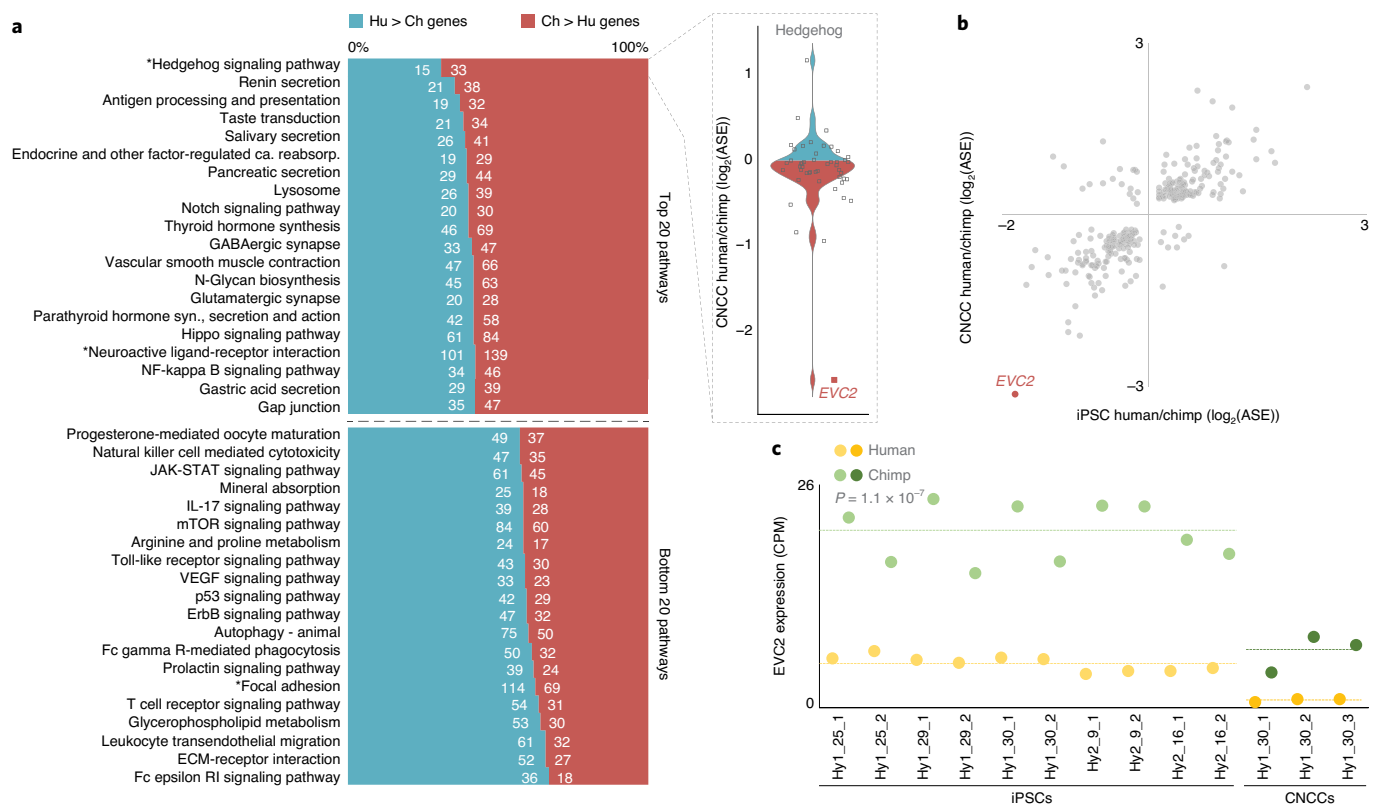 a
Hu > Ch genes
Ch > Hu genes
0%
100%
*Hedgehog signaling pathway 15 33
Renin secretion 21 38
Antigen processing and presentation 19 32
Taste transduction 21 34
Salivary secretion 26 41
Endocrine and other factor-regulated ca. reabsorp. 19 29
Pancreatic secretion 29 44
Lysosome 26 39
Notch signaling pathway 20 30
Thyroid hormone synthesis 46 69
GABAergic synapse 33 47
Vascular smooth muscle contraction 47 66
N-Glycan biosynthesis 45 63
Glutamatergic synapse 20 28
Parathyroid hormone syn., secretion and action 42 58
Hippo signaling pathway 61 84
*Neuroactive ligand-receptor interaction 101 139
NF-kappa B signaling pathway 34 46
Gastric acid secretion 29 39
Gap junction 35 47
Top 20 pathways
Progesterone-mediated oocyte maturation 49 37
Natural killer cell mediated cytotoxicity 47 35
JAK-STAT signaling pathway 61 45
Mineral absorption 25 18
IL-17 signaling pathway 39 28
mTOR signaling pathway 84 60
Arginine and proline metabolism 24 17
Toll-like receptor signaling pathway 43 30
VEGF signaling pathway 33 23
p53 signaling pathway 42 29
ErbB signaling pathway 47 32
Autophagy - animal 75 50
Fc gamma R-mediated phagocytosis 50 32
Prolactin signaling pathway 39 24
*Focal adhesion 114 69
T cell receptor signaling pathway 54 31
Glycerophospholipid metabolism 53 30
Leukocyte transendothelial migration 61 32
ECM-receptor interaction 52 27
Fc epsilon RI signaling pathway 36 18
Bottom 20 pathways
Hedgehog
CNCC human/chimp (log2(ASE))
1
0
−1
−2
EVC2
b
3
CNCC human/chimp (log2(ASE))
−2
3
EVC2
−3
iPSC human/chimp (log2(ASE))
c
Human
Chimp
P = 1.1 × 10−7
26
EVC2 expression (CPM)
0
Hy1_25_1
Hy1_25_2
Hy1_29_1
Hy1_29_2
Hy1_30_1
Hy1_30_2
Hy2_9_1
Hy2_9_2
Hy2_16_1
Hy2_16_2
Hy1_30_1
Hy1_30_2
Hy1_30_3
iPSCs
CNCCs